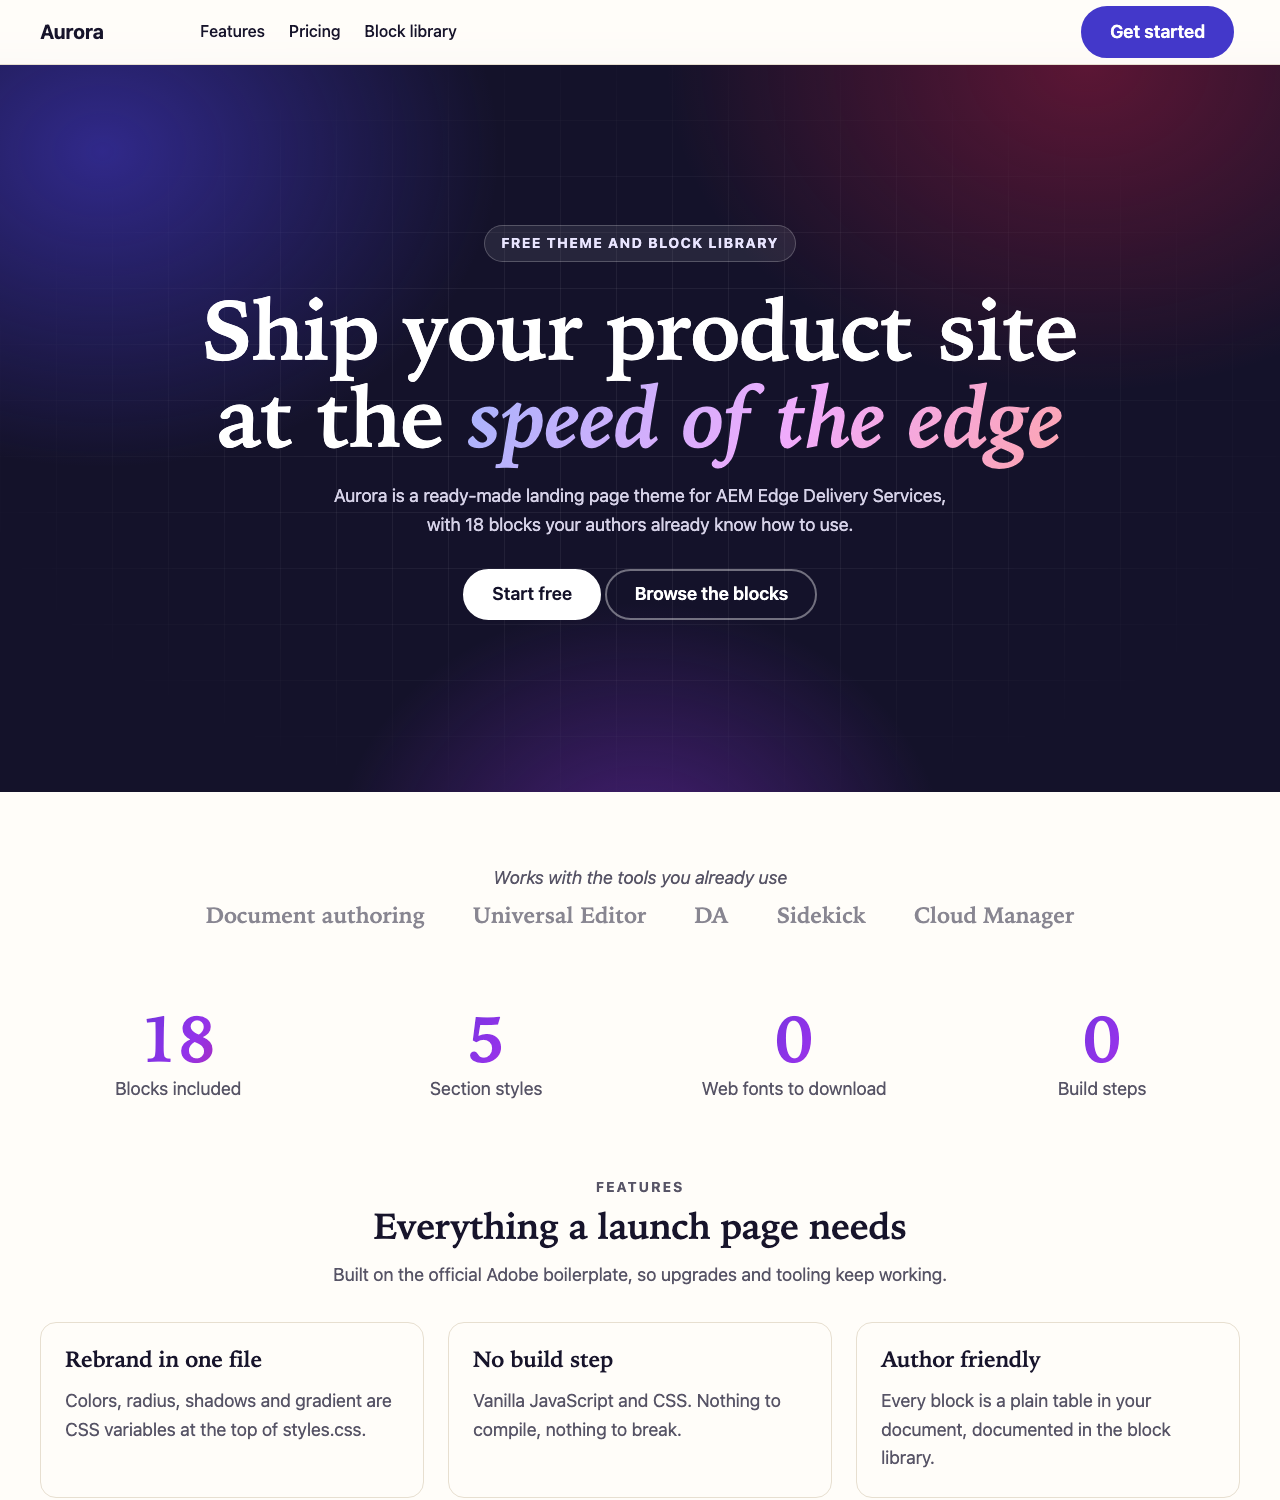 Aurora
Features
Pricing
Block library
Get started
FREE THEME AND BLOCK LIBRARY
Ship your product site
at the speed of the edge
Aurora is a ready-made landing page theme for AEM Edge Delivery Services,
with 18 blocks your authors already know how to use.
Start free
Browse the blocks
Works with the tools you already use
Document authoring
Universal Editor
DA
Sidekick
Cloud Manager
18
Blocks included
5
Section styles
0
Web fonts to download
0
Build steps
FEATURES
Everything a launch page needs
Built on the official Adobe boilerplate, so upgrades and tooling keep working.
Rebrand in one file
Colors, radius, shadows and gradient are
CSS variables at the top of styles.css.
No build step
Vanilla JavaScript and CSS. Nothing to
compile, nothing to break.
Author friendly
Every block is a plain table in your
document, documented in the block
library.